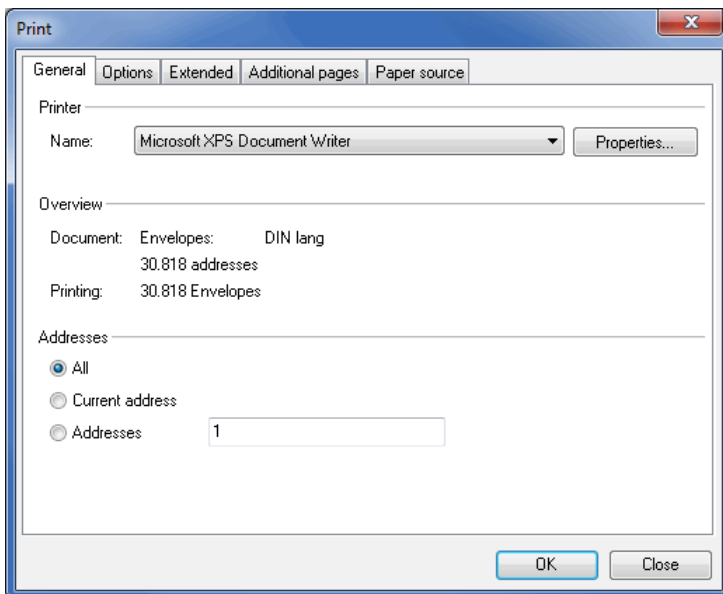 Print
General Options Extended Additional pages Paper source
Printer
Name: Microsoft XPS Document Writer Properties...
Overview
Document: Envelopes: DIN lang
30.818 addresses
Printing: 30.818 Envelopes
Addresses
All
Current address
Addresses 1
OK Close